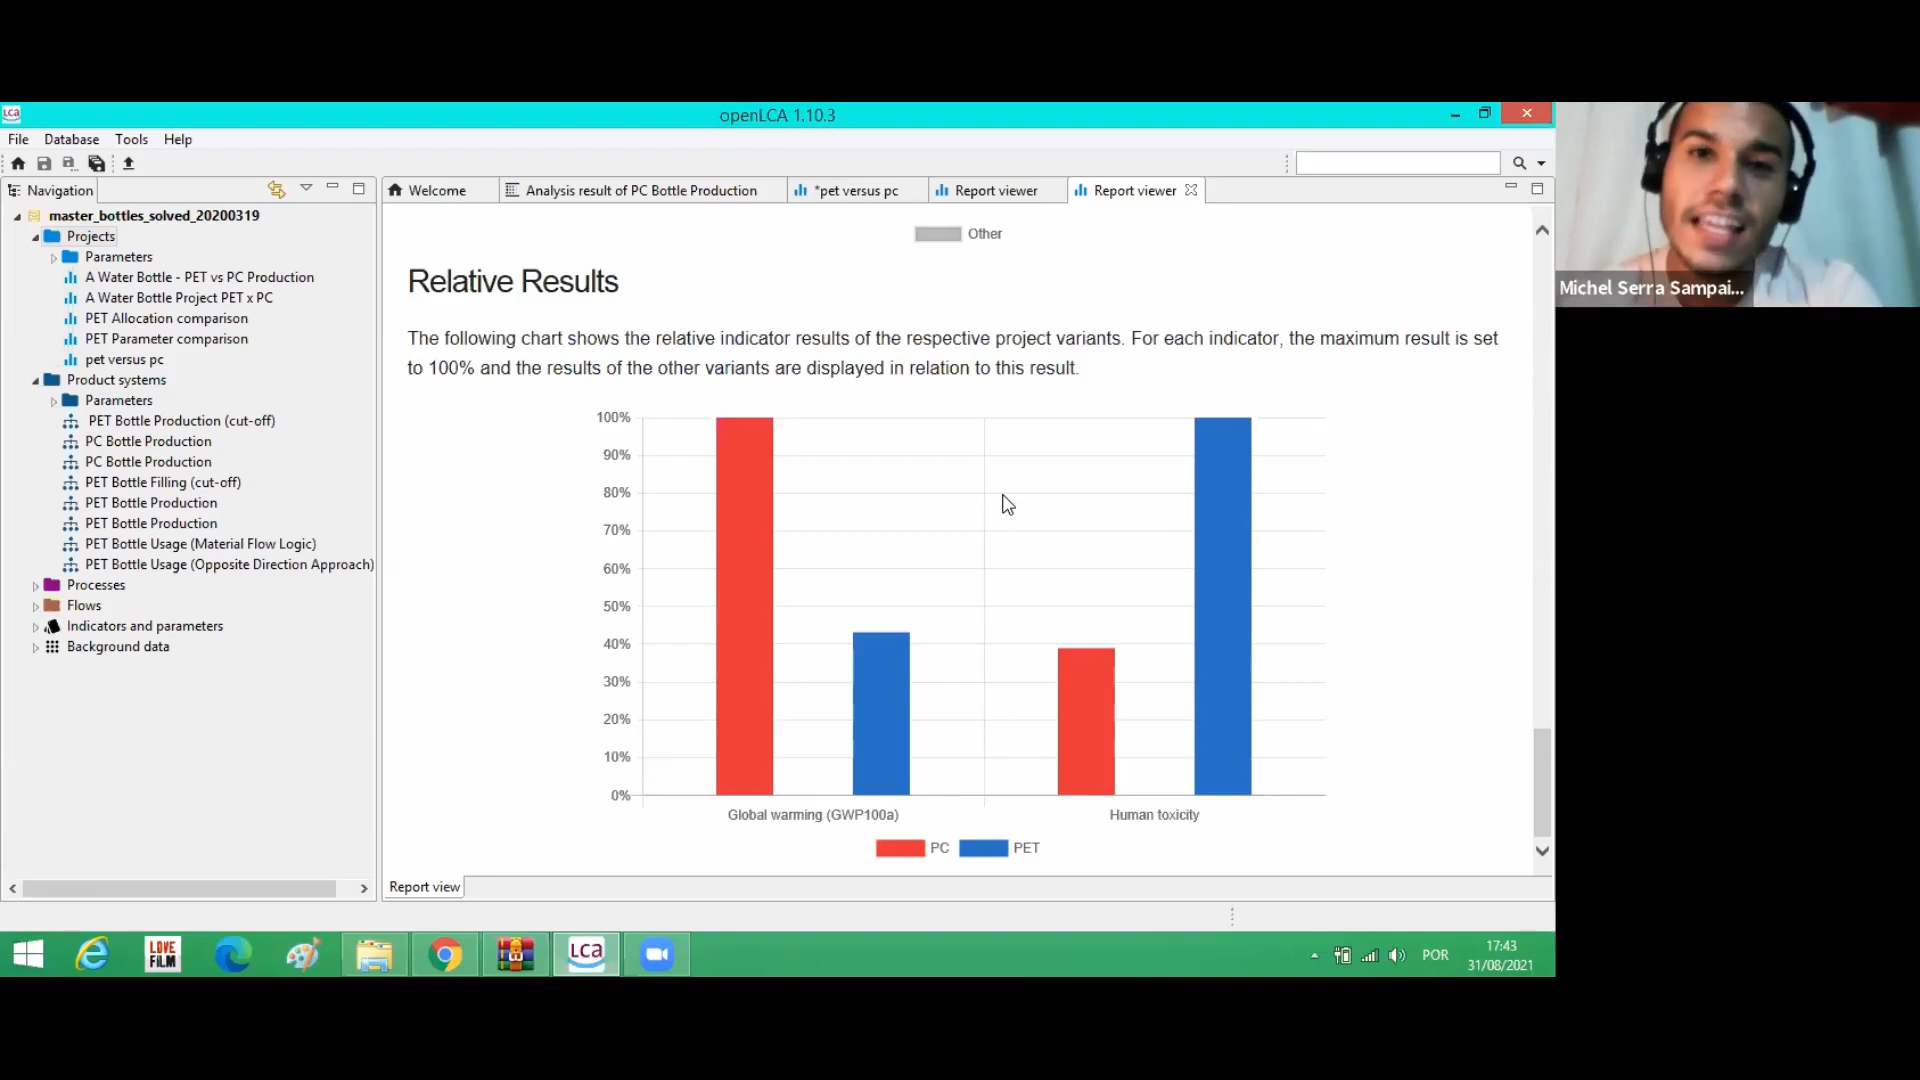 LCA
openLCA 1.10.3
File Database Tools Help
Navigation
Welcome
Analysis result of PC Bottle Production
*pet versus pc
Report viewer
Report viewer
master_bottles_solved_20200319
Projects
Parameters
A Water Bottle - PET vs PC Production
A Water Bottle Project PET x PC
PET Allocation comparison
PET Parameter comparison
pet versus pc
Product systems
Parameters
PET Bottle Production (cut-off)
PC Bottle Production
PC Bottle Production
PET Bottle Filling (cut-off)
PET Bottle Production
PET Bottle Production
PET Bottle Usage (Material Flow Logic)
PET Bottle Usage (Opposite Direction Approach)
Processes
Flows
Indicators and parameters
Background data
Other
Relative Results
The following chart shows the relative indicator results of the respective project variants. For each indicator, the maximum result is set
to 100% and the results of the other variants are displayed in relation to this result.
100%
90%
80%
70%
60%
50%
40%
30%
20%
10%
0%
Global warming (GWP100a)
Human toxicity
PC PET
Report view
Michel Serra Sampai...
LOVE
FILM
LCA
POR
17:43
31/08/2021